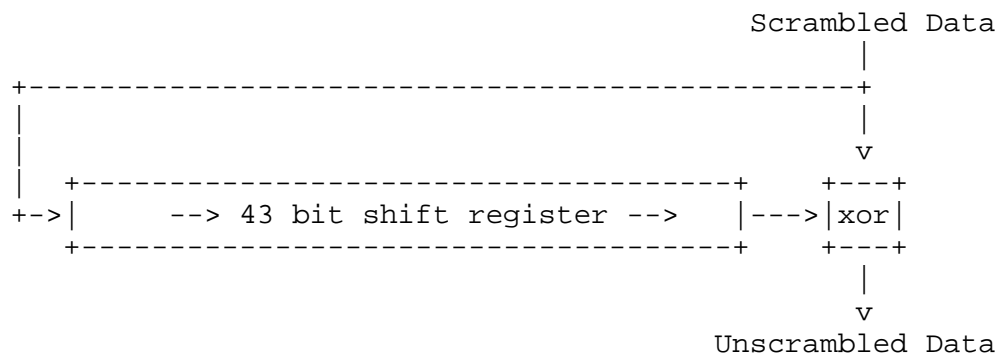 Scrambled Data
--> 43 bit shift register -->
xor
Unscrambled Data